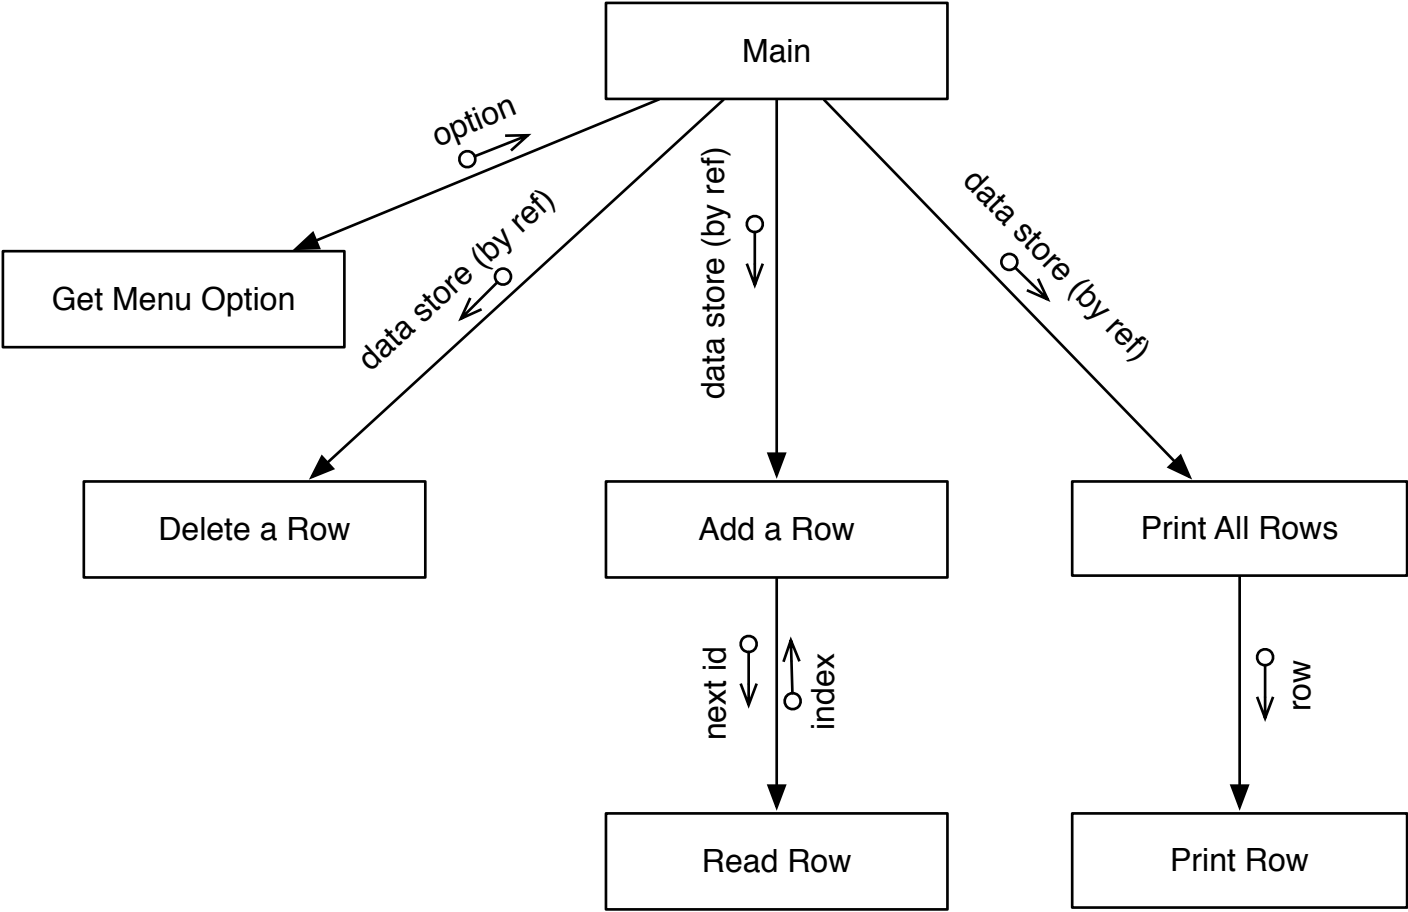 Main
option
data store (by ref)
data store (by ref)
data store (by ref)
Get Menu Option
Delete a Row
Add a Row
Print All Rows
next id
index
row
Read Row
Print Row